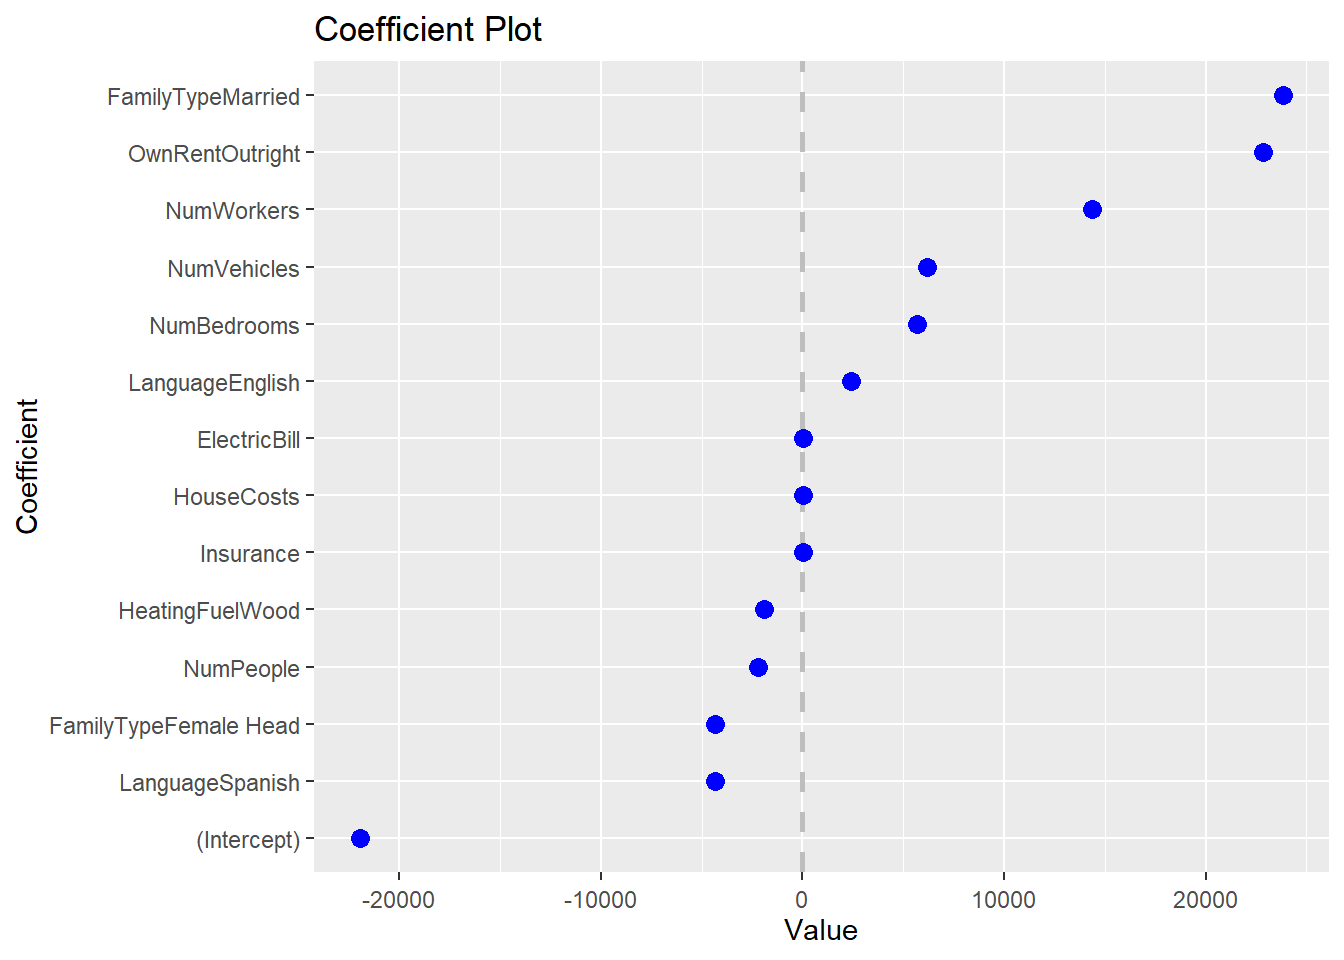 Coefficient Plot
FamilyTypeMarried
OwnRentOutright
NumWorkers
NumVehicles
NumBedrooms
LanguageEnglish
ElectricBill
HouseCosts
Insurance
HeatingFuelWood
NumPeople
FamilyTypeFemale Head
LanguageSpanish
(Intercept)
Coefficient
-20000 -10000 0 10000 20000
Value